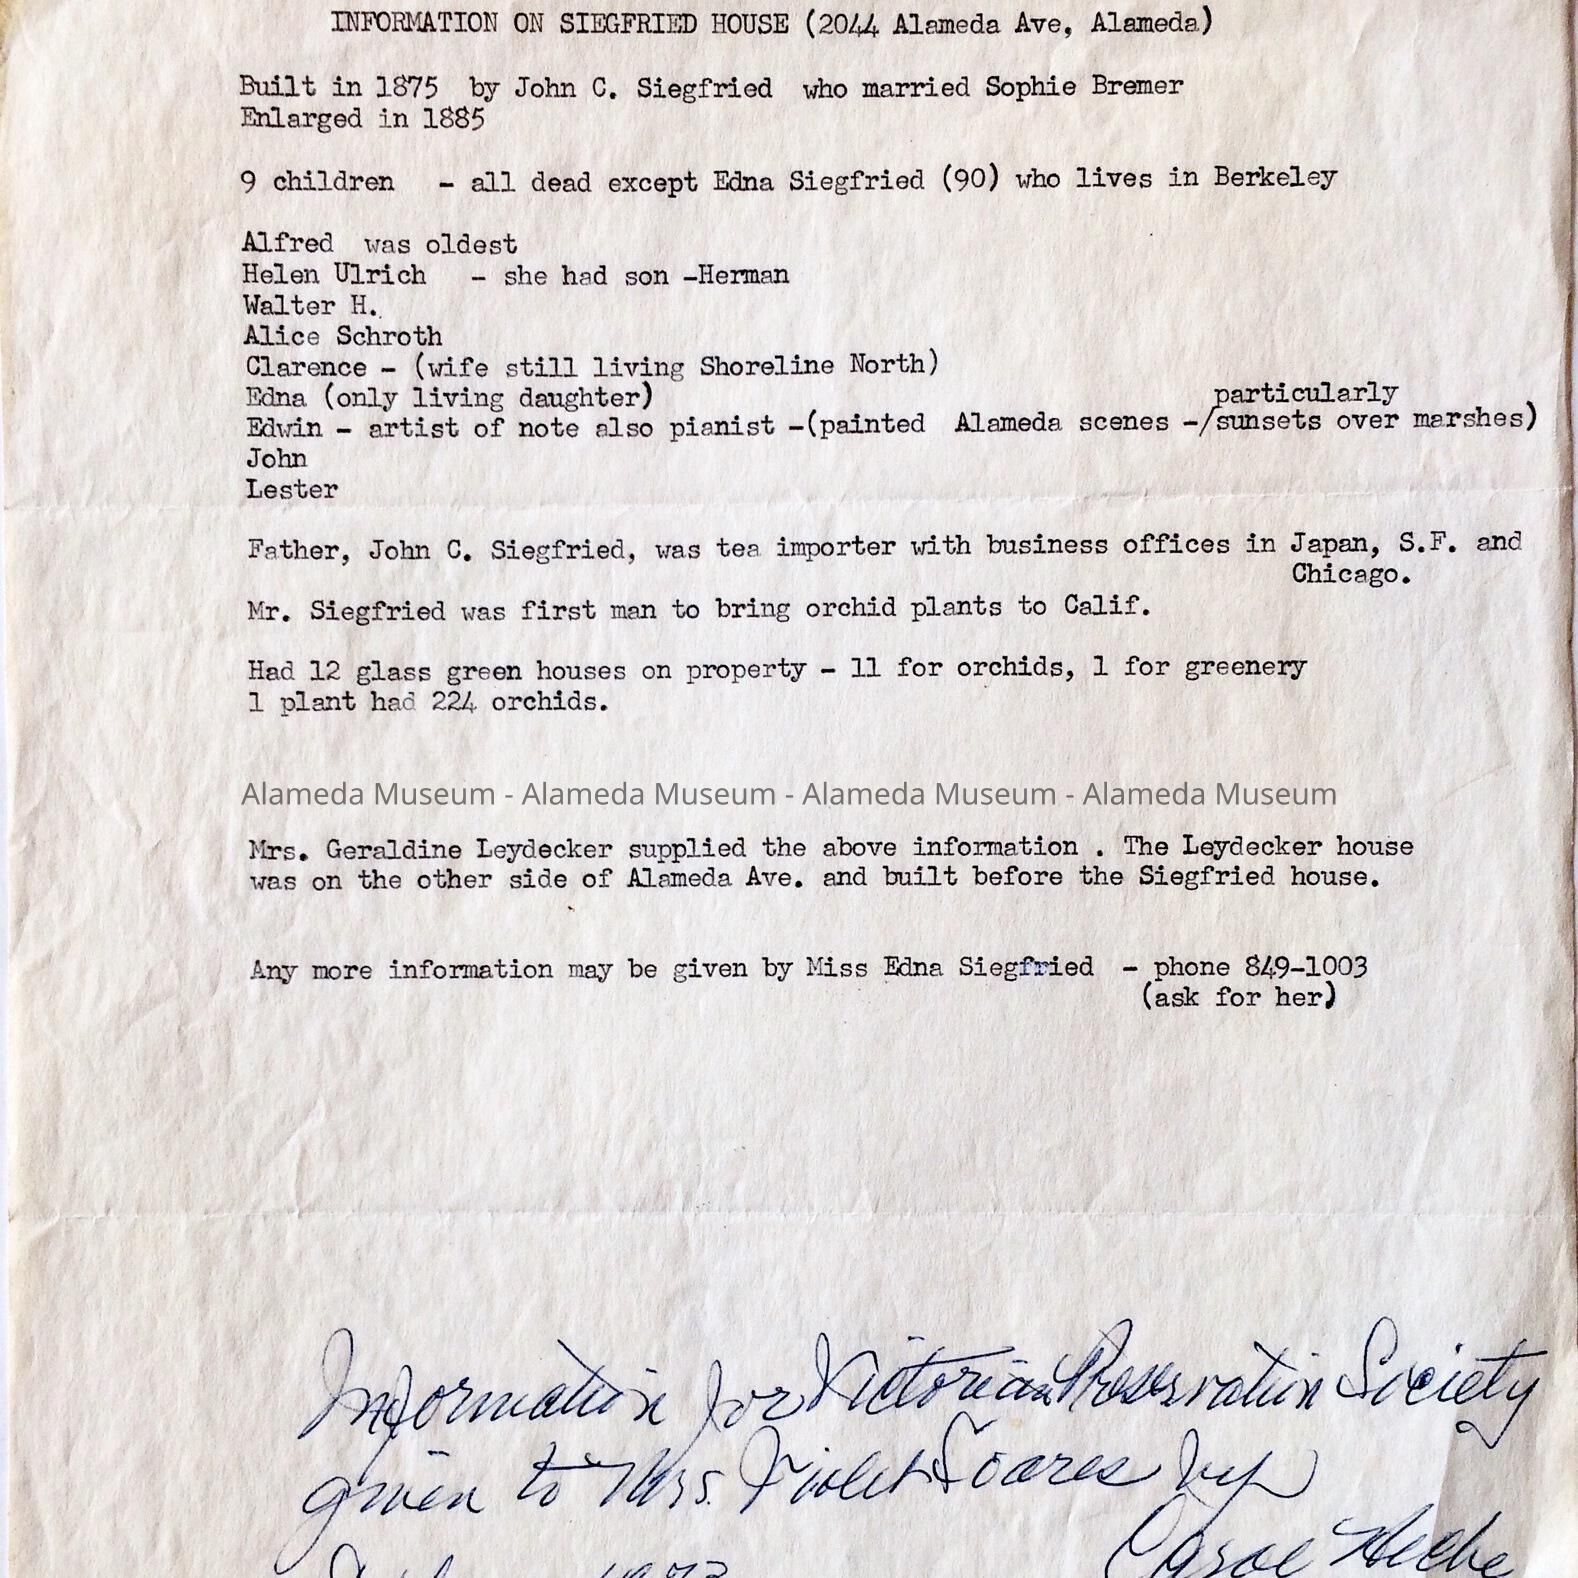 INFORMATION ON SIEGFRIED HOUSE (2044 Alameda Ave, Alameda)
Built in 1875 by John C. Siegfried who married Sophie Bremer
Enlarged in 1885
9 children - all dead except Edna Siegfried (90) who lives in Berkeley
Alfred was oldest
Helen Ulrich - she had son -Herman
Walter H.
Alice Schroth
Clarence - (wife still living Shoreline North)
Edna (only living daughter)
particularly
Edwin - artist of note also pianist -(painted Alameda scenes -/sunsets over marshes)
John
Lester
Father, John C. Siegfried, was tea importer with business offices in Japan, S.F. and
Chicago.
Mr. Siegfried was first man to bring orchid plants to Calif.
Had 12 glass green houses on property - 11 for orchids, 1 for greenery
1 plant had 224 orchids.
Alameda Museum - Alameda Museum - Alameda Museum - Alameda Museum
Mrs. Geraldine Leydecker supplied the above information . The Leydecker house
was on the other side of Alameda Ave. and built before the Siegfried house.
Any more information may be given by Miss Edna Siegfried - phone 849-1003
(ask for her)
Information for Victorian Preservation Society
given to Mrs. Violet Soares by